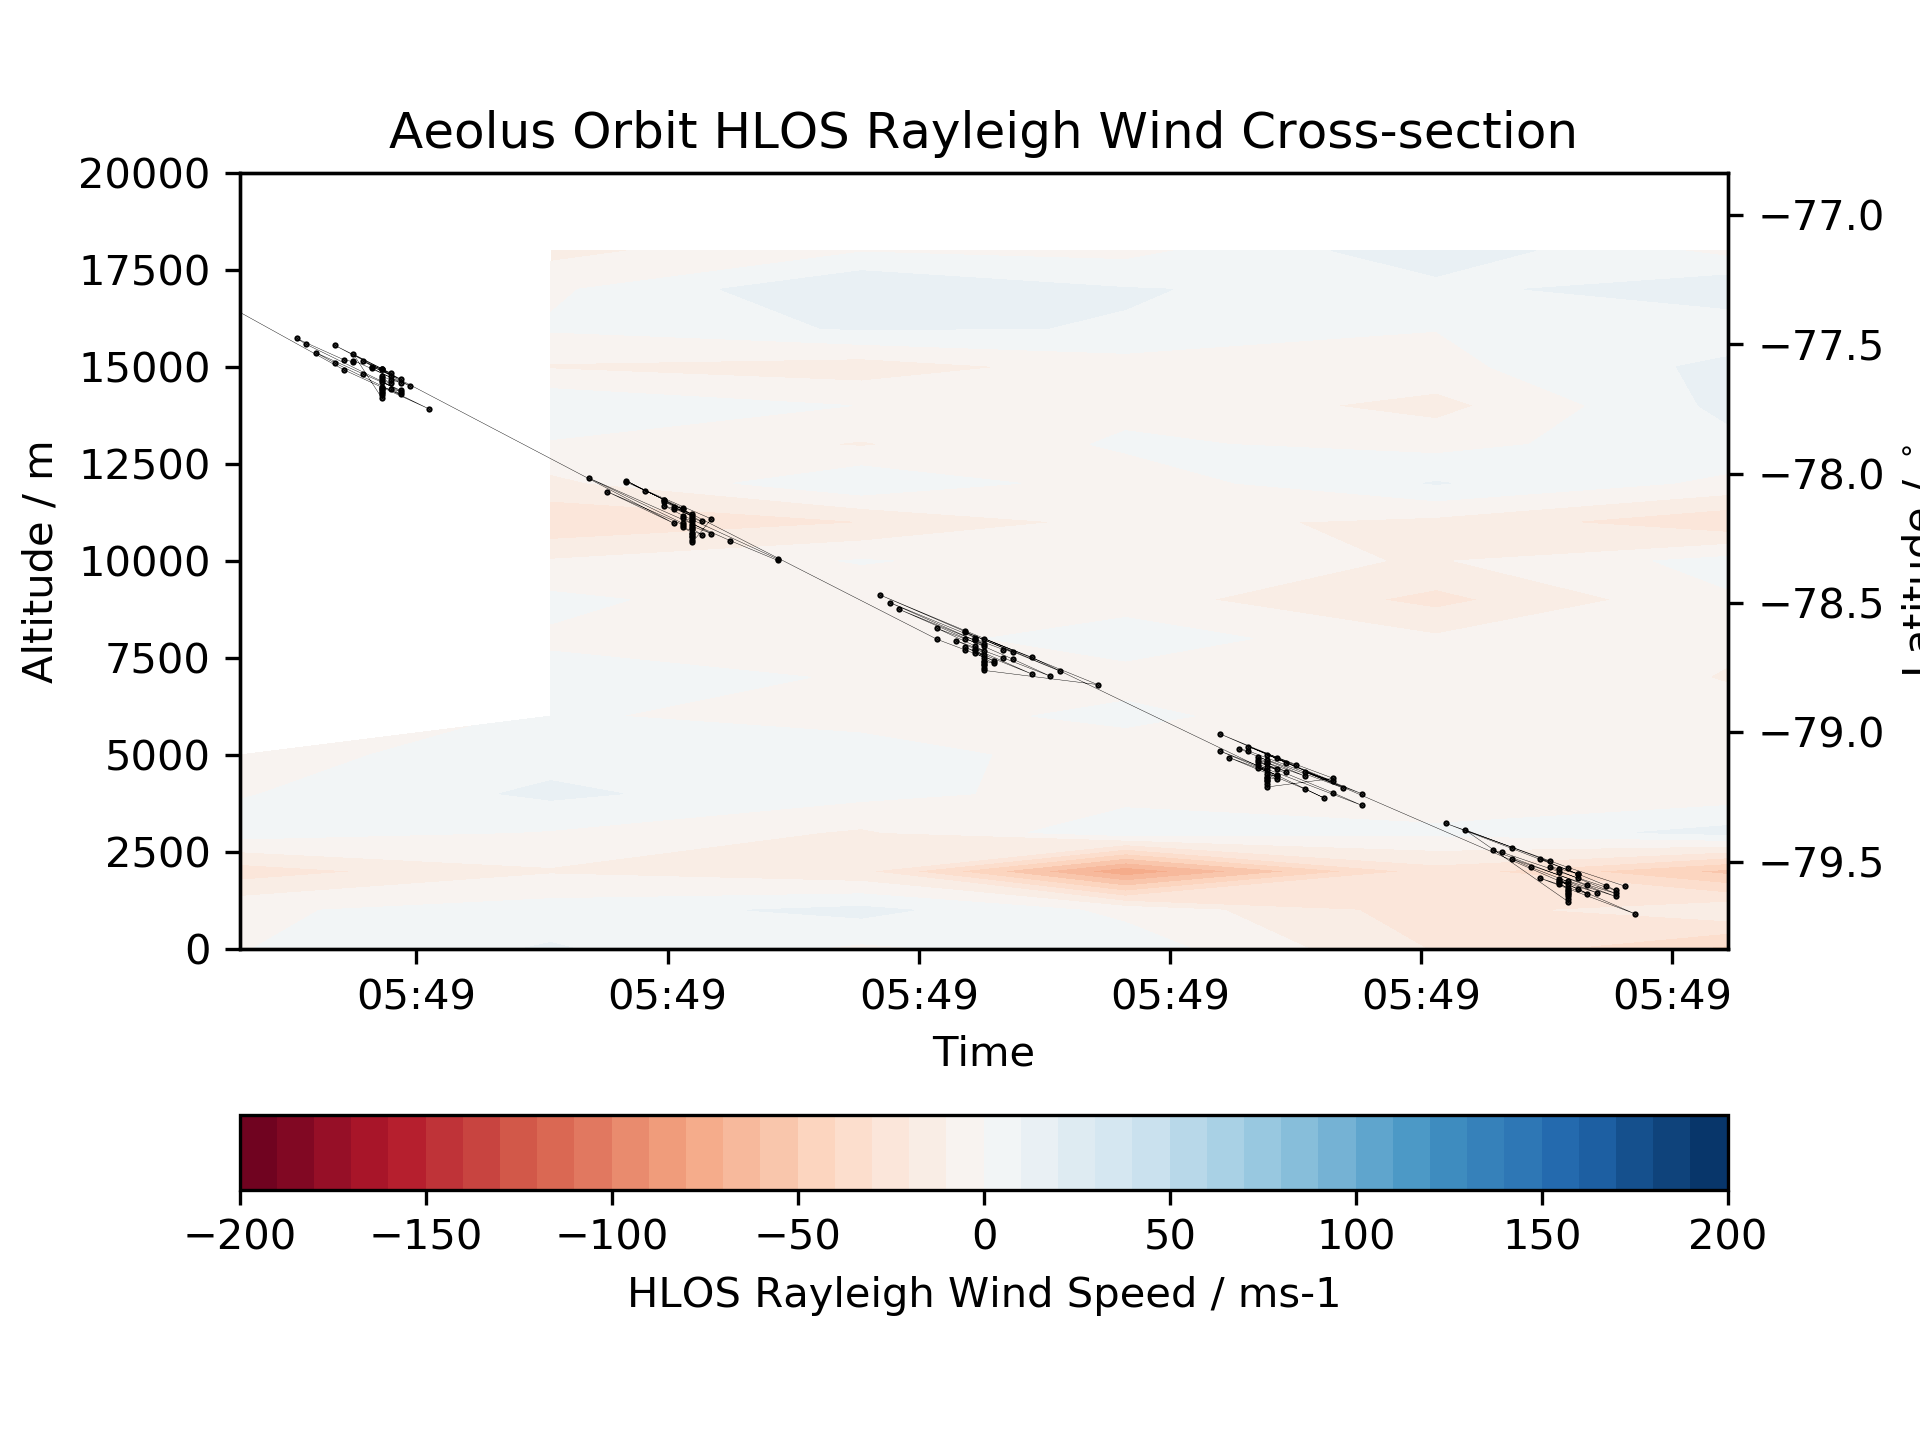 Aeolus Orbit HLOS Rayleigh Wind Cross-section
20000
17500
15000
12500
10000
7500
5000
2500
0
Altitude / m
−77.0
−77.5
−78.0
−78.5
−79.0
−79.5
Latitude / °
05:49 05:49 05:49 05:49 05:49 05:49
Time
−200 −150 −100 −50 0 50 100 150 200
HLOS Rayleigh Wind Speed / ms-1